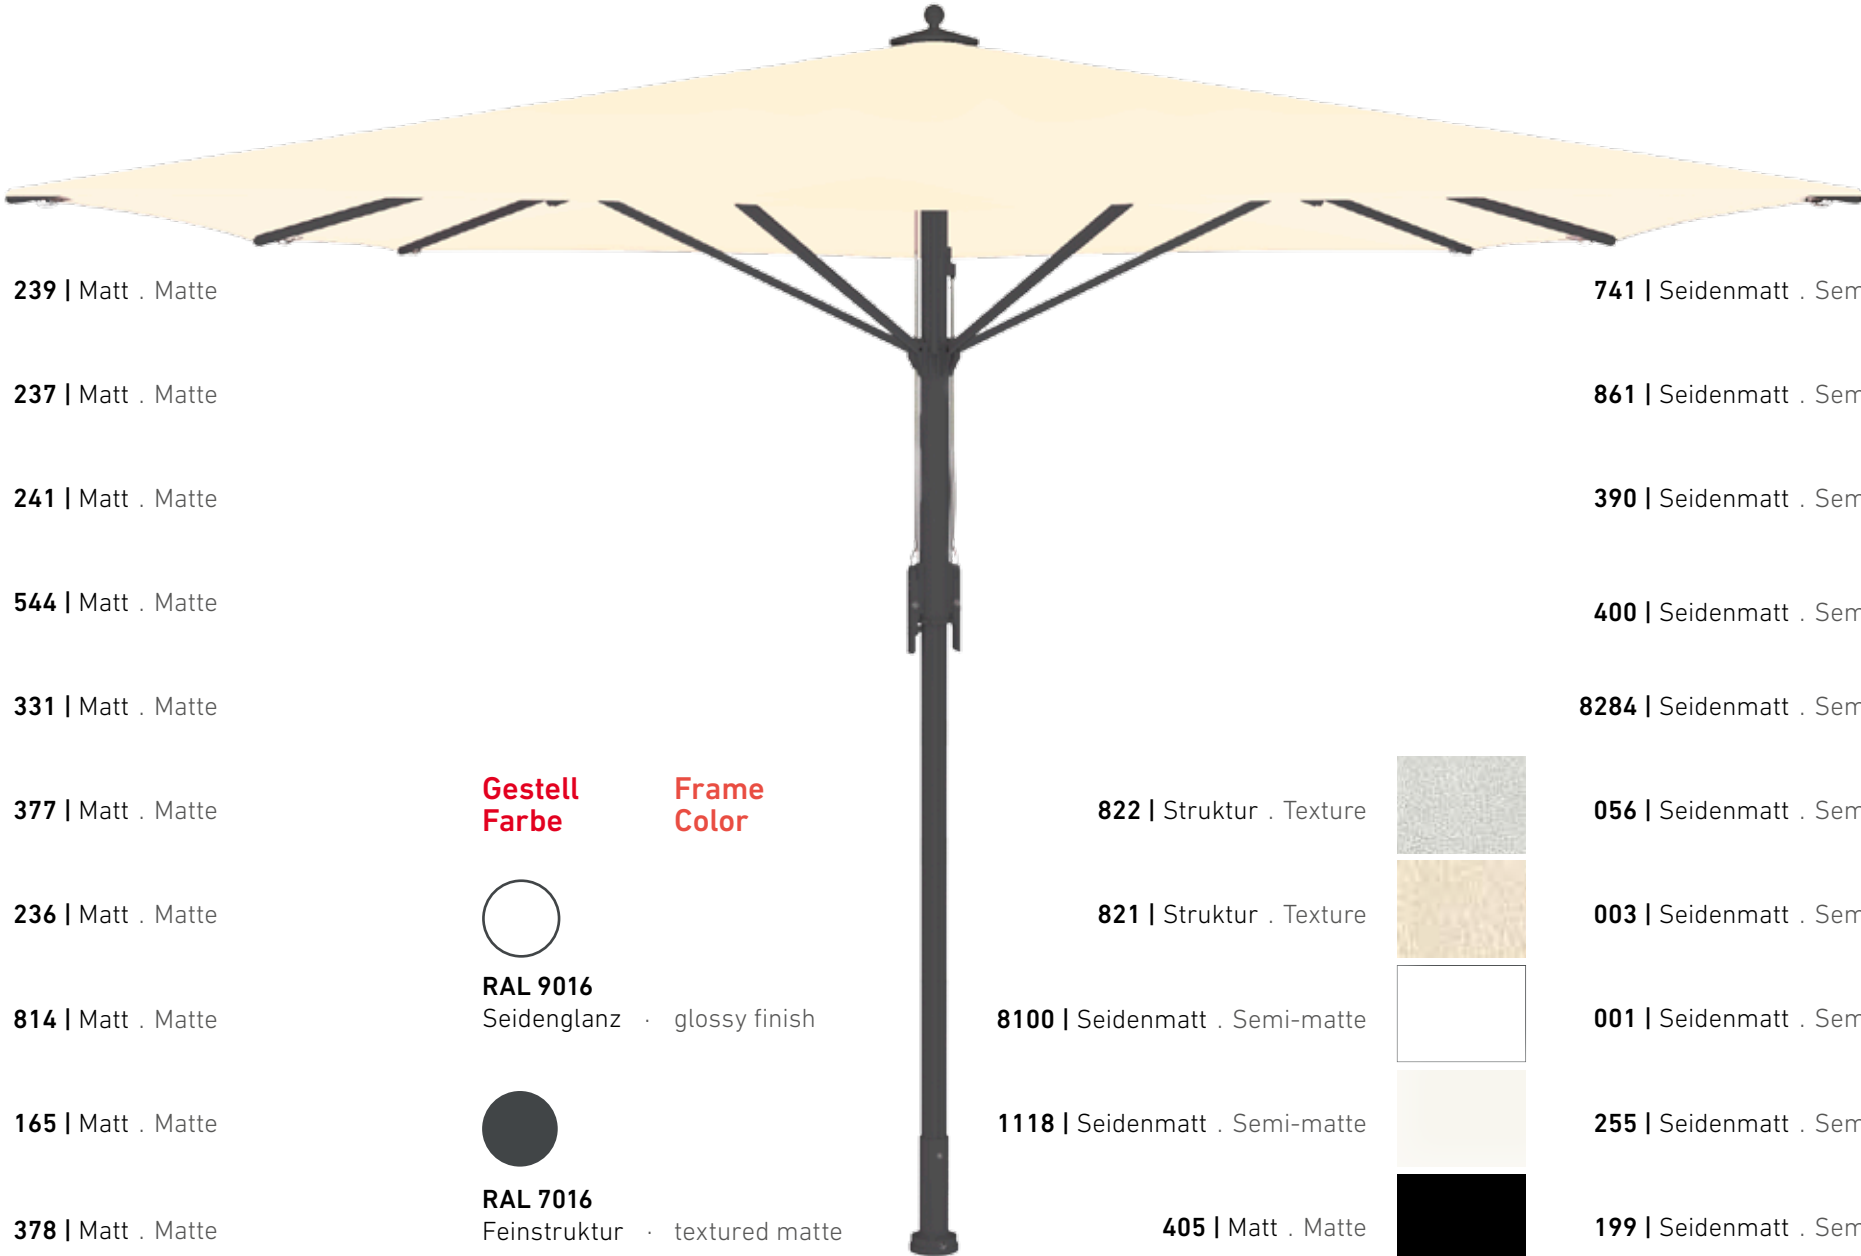 239 | Matt . Matte
237 | Matt . Matte
241 | Matt . Matte
544 | Matt . Matte
331 | Matt . Matte
377 | Matt . Matte
236 | Matt . Matte
814 | Matt . Matte
165 | Matt . Matte
378 | Matt . Matte
Gestell Farbe
Frame Color
RAL 9016
Seidenglanz · glossy finish
RAL 7016
Feinstruktur · textured matte
822 | Struktur . Texture
821 | Struktur . Texture
8100 | Seidenmatt . Semi-matte
1118 | Seidenmatt . Semi-matte
405 | Matt . Matte
741 | Seidenmatt . Sem
861 | Seidenmatt . Sem
390 | Seidenmatt . Sem
400 | Seidenmatt . Sem
8284 | Seidenmatt . Sem
056 | Seidenmatt . Sem
003 | Seidenmatt . Sem
001 | Seidenmatt . Sem
255 | Seidenmatt . Sem
199 | Seidenmatt . Sem